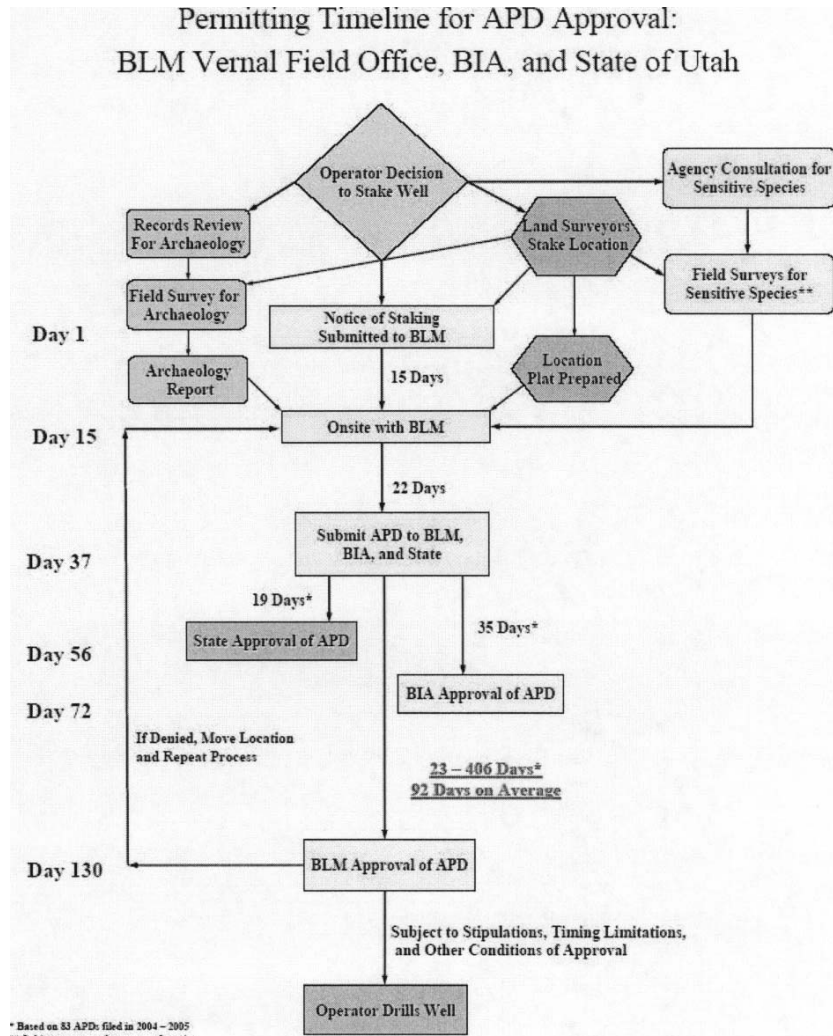 Permitting Timeline for APD Approval:
BLM Vernal Field Office, BIA, and State of Utah
Operator Decision
to Stake Well
Agency Consultation for
Sensitive Species
Records Review
For Archaeology
Land Surveyors
Stake Location
Field Survey for
Archaeology
Field Surveys for
Sensitive Species**
Day 1
Notice of Staking
Submitted to BLM
Archaeology
Report
15 Days
Location
Plat Prepared
Day 15
Onsite with BLM
22 Days
Day 37
Submit APD to BLM,
BIA, and State
19 Days*
35 Days*
State Approval of APD
Day 56
BIA Approval of APD
Day 72
If Denied, Move Location
and Repeat Process
23 – 406 Days*
92 Days on Average
Day 130
BLM Approval of APD
Subject to Stipulations, Timing Limitations,
and Other Conditions of Approval
Operator Drills Well
* Based on 83 APDs filed in 2004 – 2005